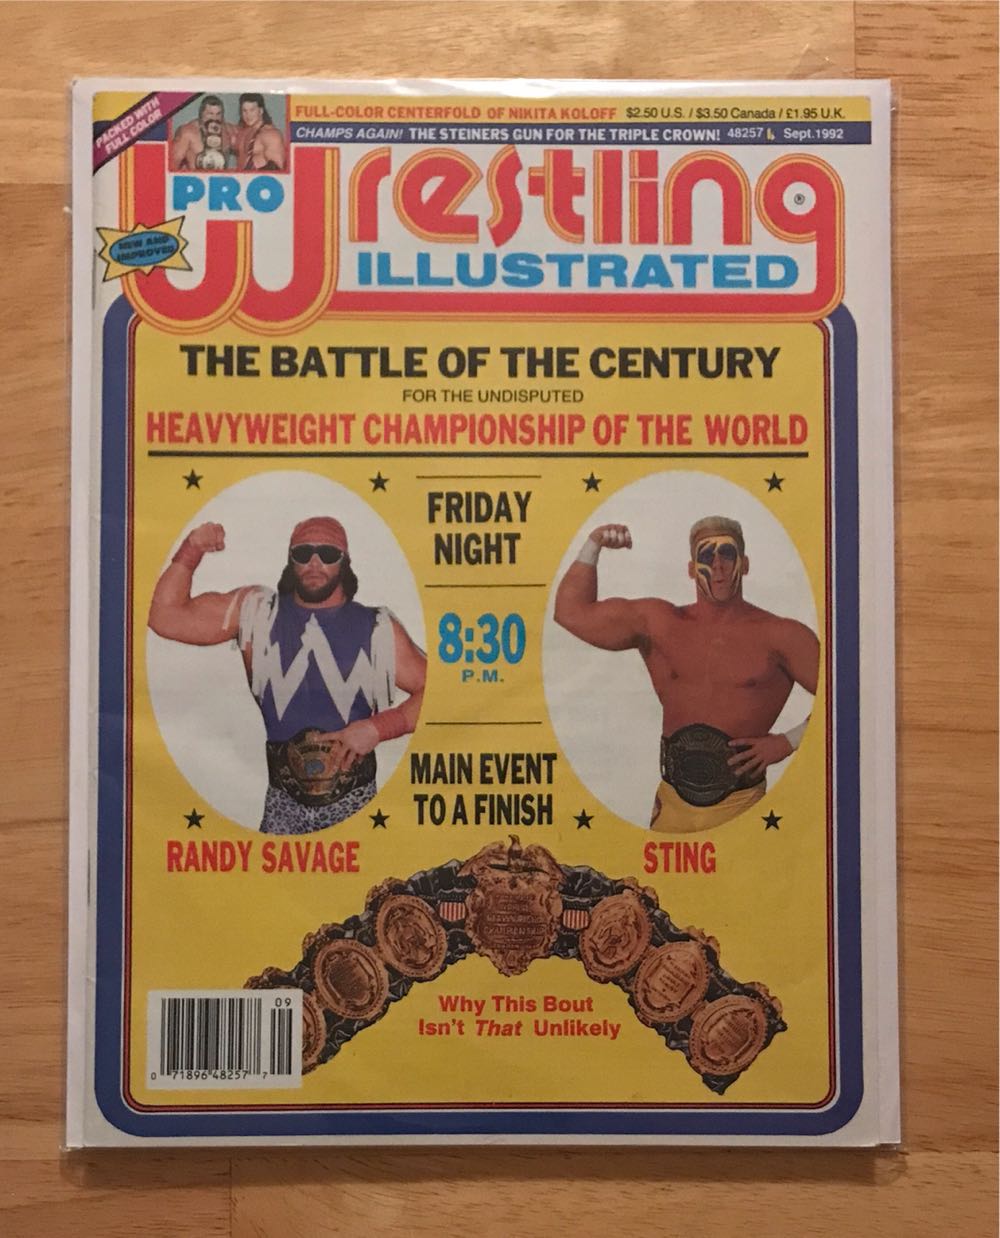 PACKED WITH
FULL COLOR
FULL-COLOR CENTERFOLD OF NIKITA KOLOFF $2.50 U.S. / $3.50 Canada / £1.95 U.K.
CHAMPS AGAIN! THE STEINERS GUN FOR THE TRIPLE CROWN! 48257 Sept.1992
PRO
Wrestling®
ILLUSTRATED
NEW AND
IMPROVED
THE BATTLE OF THE CENTURY
FOR THE UNDISPUTED
HEAVYWEIGHT CHAMPIONSHIP OF THE WORLD
FRIDAY
NIGHT
8:30
P.M.
MAIN EVENT
TO A FINISH
RANDY SAVAGE
STING
HEAVYWEIGHT
CHAMPIONSHIP
Why This Bout
Isn't That Unlikely
09
0 71896 48257 7